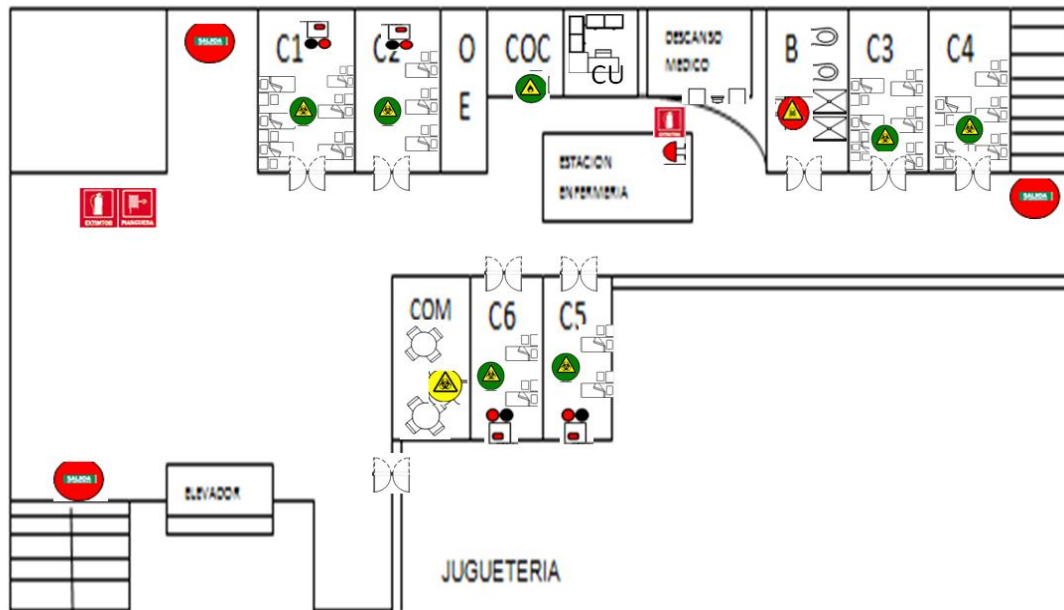 SALIDA
C1
C2
O
E
COC
CU
DESCANSO
MEDICO
B
C3
C4
EXTINTOR
ESTACION
ENFERMERIA
SALIDA
EXTINTOR
MANGUERA
COM
C6
C5
SALIDA
ELEVADOR
JUGUETERIA